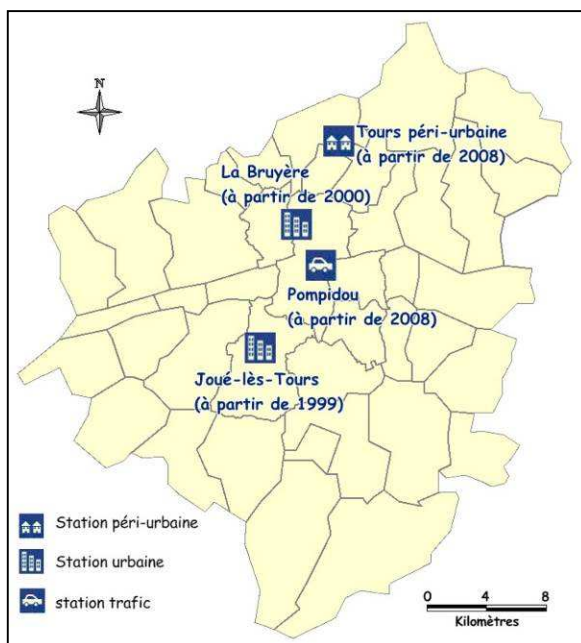 N
Tours péri-urbaine
(à partir de 2008)
La Bruyère
(à partir de 2000)
Pompidou
(à partir de 2008)
Joué-lès-Tours
(à partir de 1999)
Station péri-urbaine
Station urbaine
station trafic
0 4 8
Kilomètres